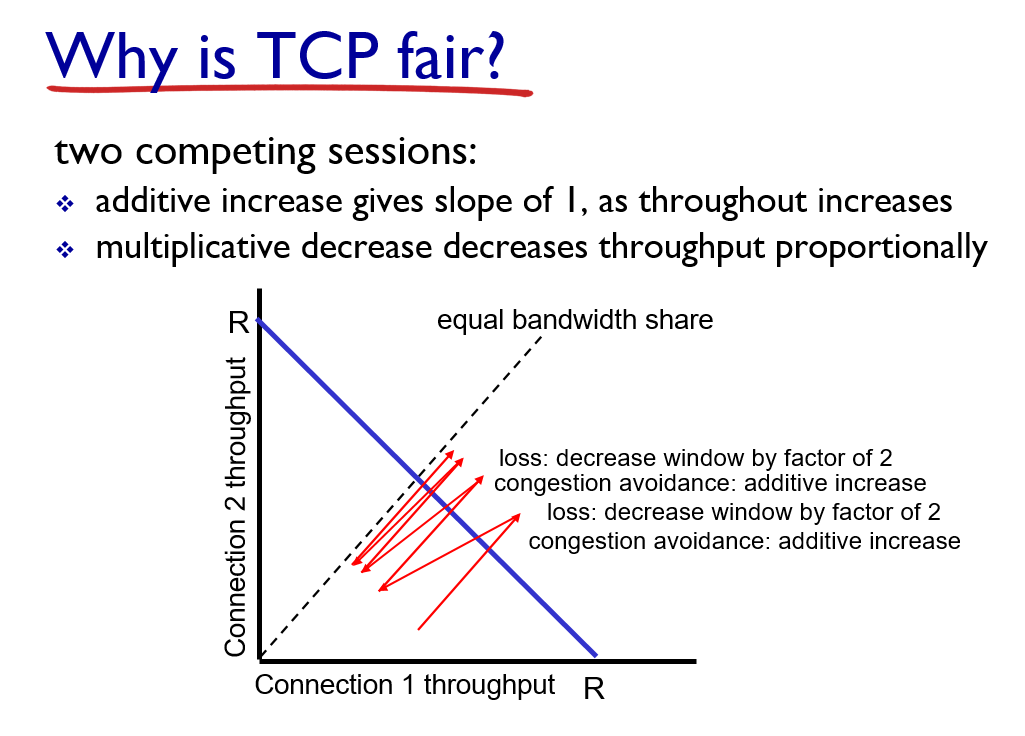 Why is TCP fair?
two competing sessions:
additive increase gives slope of 1, as throughout increases
multiplicative decrease decreases throughput proportionally
R
equal bandwidth share
Connection 2 throughput
loss: decrease window by factor of 2
congestion avoidance: additive increase
loss: decrease window by factor of 2
congestion avoidance: additive increase
Connection 1 throughput
R